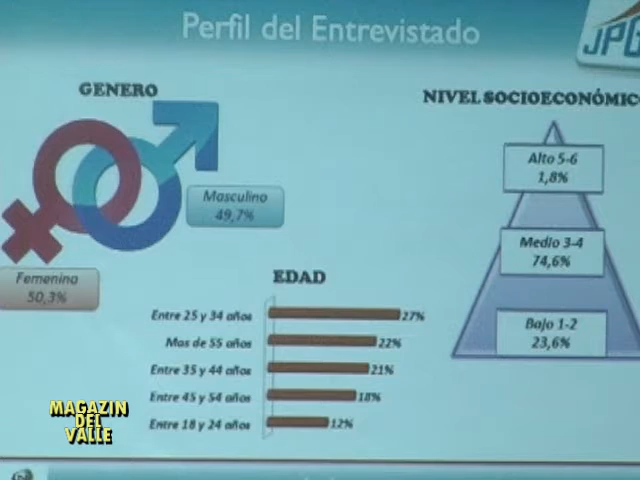 Perfil del Entrevistado
JPG
GENERO
NIVEL SOCIOECONÓMICO
Alto 5-6
1,8%
Masculino
49,7%
Medio 3-4
74,6%
Femenino
50,3%
EDAD
Entre 25 y 34 años 27%
Mas de 55 años 22%
Entre 35 y 44 años 21%
Entre 45 y 54 años 18%
Entre 18 y 24 años 12%
Bajo 1-2
23,6%
MAGAZIN
DEL
VALLE